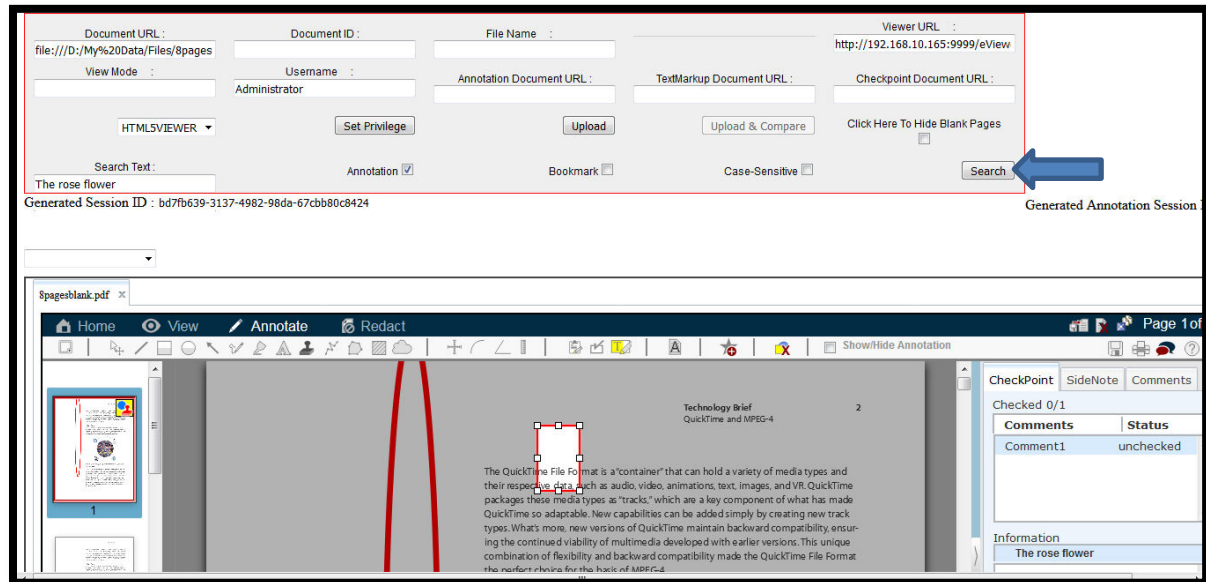 Document URL :
Document ID :
File Name :
Viewer URL :
file:///D:/My%20Data/Files/8pages
http://192.168.10.165:9999/eView
View Mode :
Username :
Annotation Document URL :
TextMarkup Document URL :
Checkpoint Document URL :
Administrator
HTML5VIEWER
Set Privilege
Upload
Upload & Compare
Click Here To Hide Blank Pages
Search Text :
Annotation
Bookmark
Case-Sensitive
Search
The rose flower
Generated Session ID : bd7fb639-3137-4982-98da-67cbb80c8424
Generated Annotation Session
8pagesblank.pdf
Home
View
Annotate
Redact
Page 1 of
Show/Hide Annotation
CheckPoint
SideNote
Comments
Checked 0/1
Comments
Status
Comment1
unchecked
1
Technology Brief
2
QuickTime and MPEG-4
The QuickTime File Format is a "container" that can hold a variety of media types and
their respective data, such as audio, video, animations, text, images, and VR. QuickTime
packages these media types as "tracks," which are a key component of what has made
QuickTime so adaptable. New capabilities can be added simply by creating new track
types. What's more, new versions of QuickTime maintain backward compatibility, ensur-
ing the continued viability of multimedia developed with earlier versions. This unique
combination of flexibility and backward compatibility made the QuickTime File Format
the perfect choice for the basis of MPEG-4.
Information
The rose flower